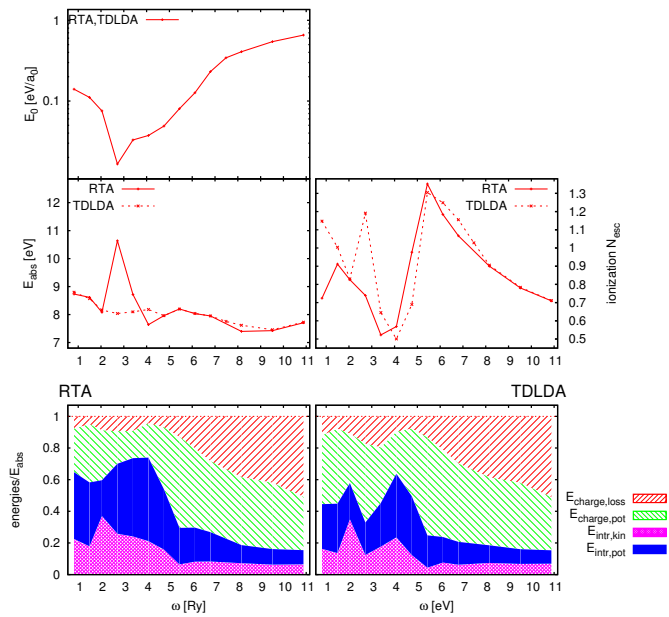 RTA,TDLDA
E0 [eV/a0]
0.1
1
RTA
TDLDA
Eabs [eV]
12
11
10
9
8
7
1 2 3 4 5 6 7 8 9 10 11
RTA
TDLDA
ionization Nesc
1.3
1.2
1.1
1
0.9
0.8
0.7
0.6
0.5
1 2 3 4 5 6 7 8 9 10 11
RTA
TDLDA
energies/Eabs
1
0.8
0.6
0.4
0.2
0
1 2 3 4 5 6 7 8 9 10 11
ω [Ry]
1 2 3 4 5 6 7 8 9 10 11
ω [eV]
Echarge,loss
Echarge,pot
Eintr,kin
Eintr,pot